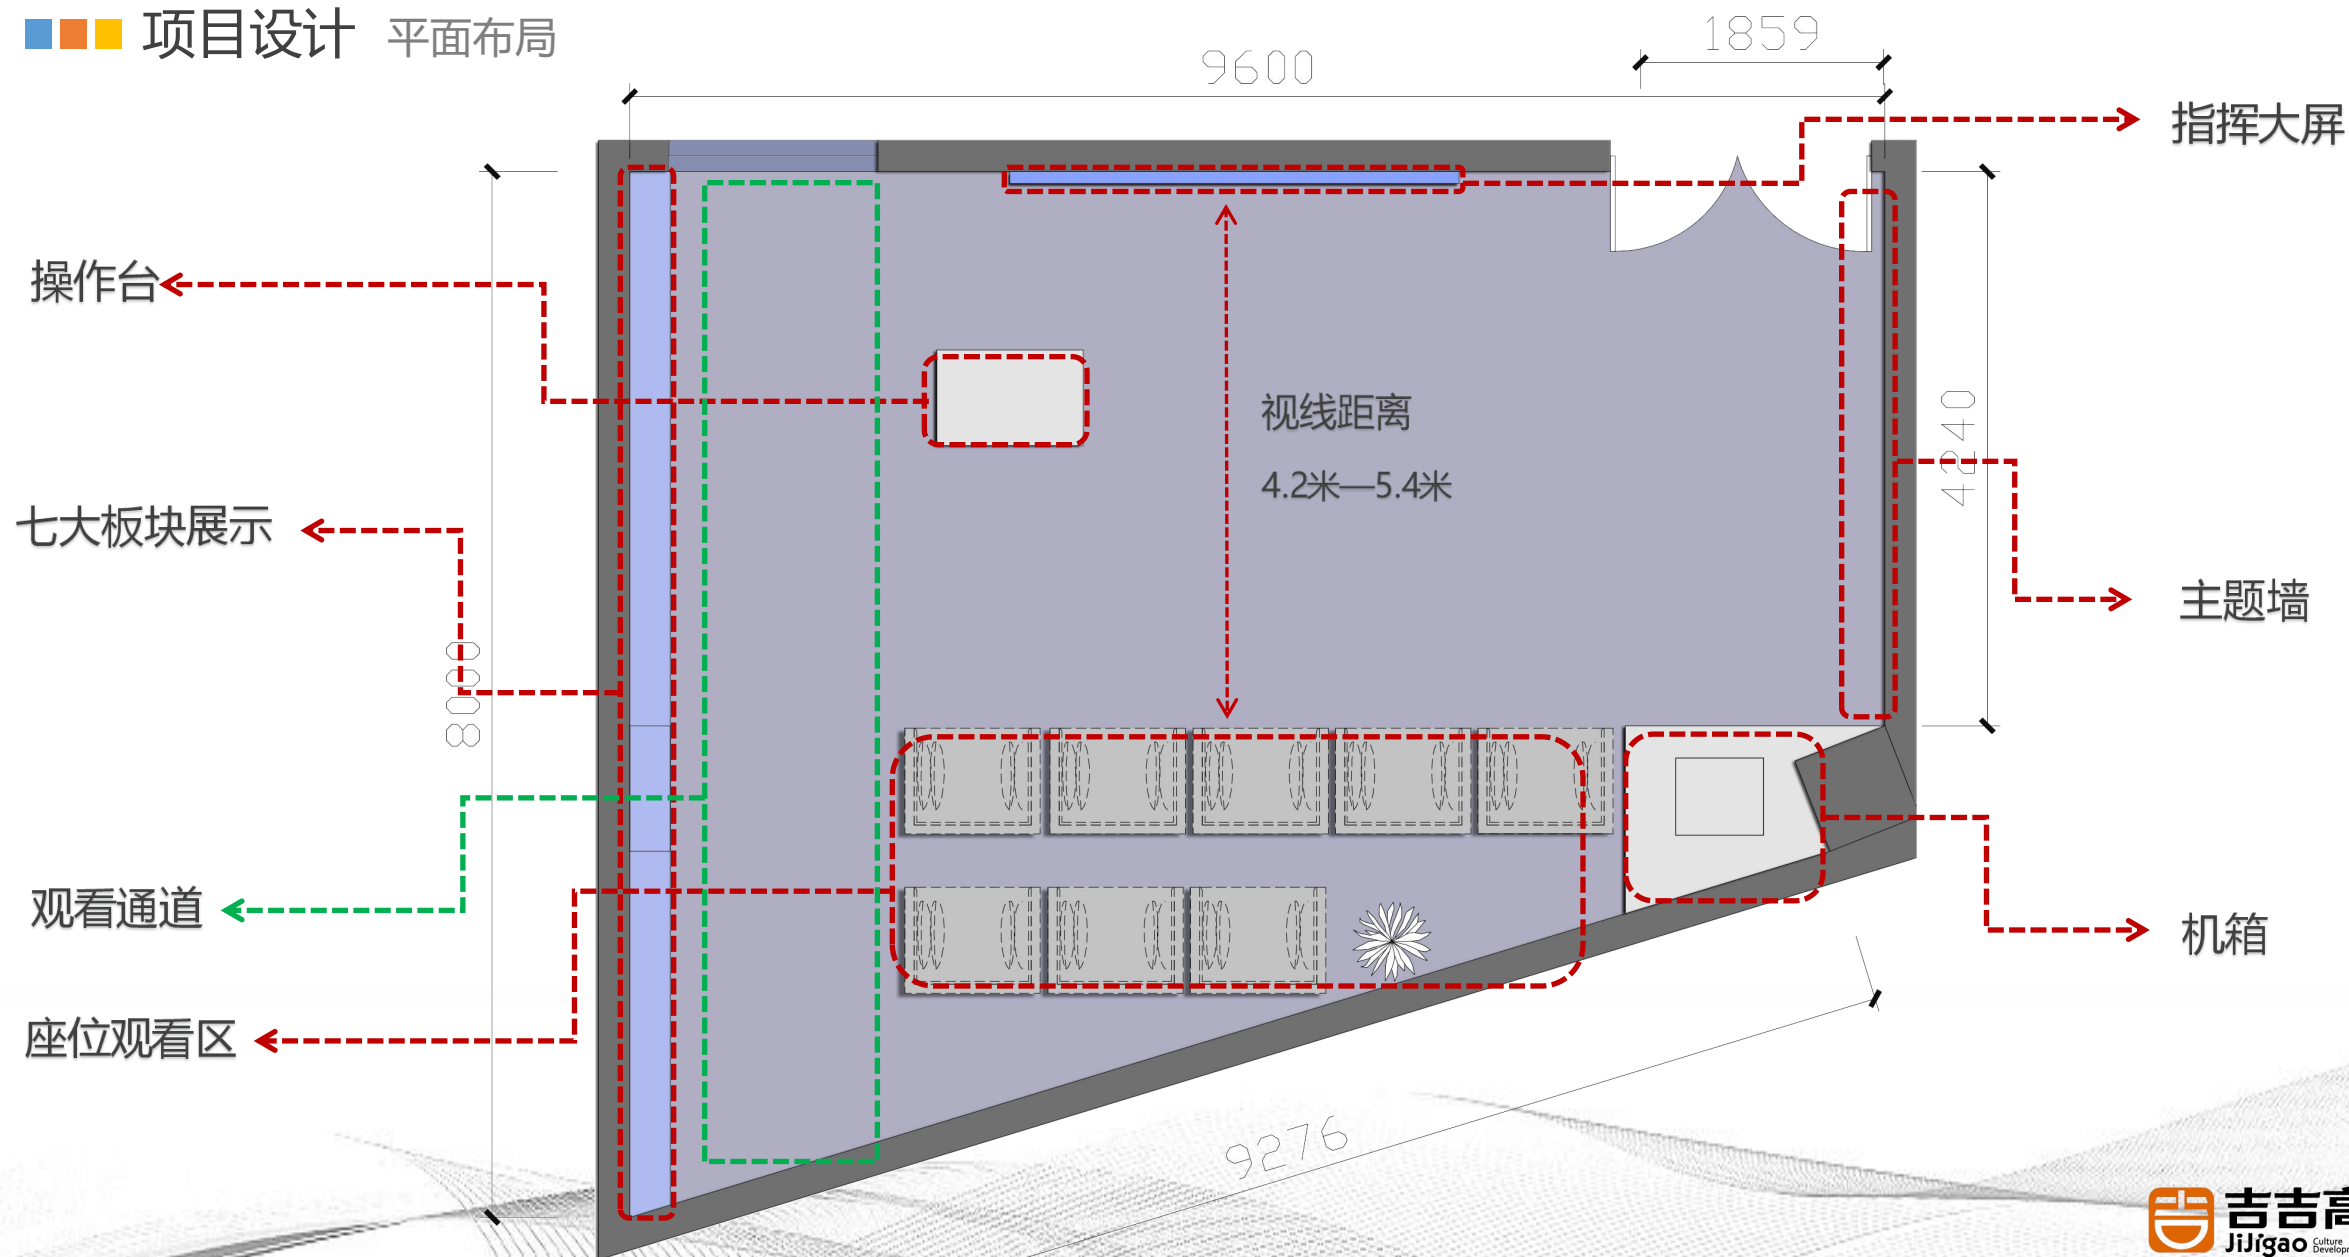 项目设计 平面布局
1859
9600
指挥大屏
操作台
视线距离
4.2米—5.4米
4240
七大板块展示
主题墙
8000
观看通道
机箱
座位观看区
9276
吉吉高
JiJigao Culture